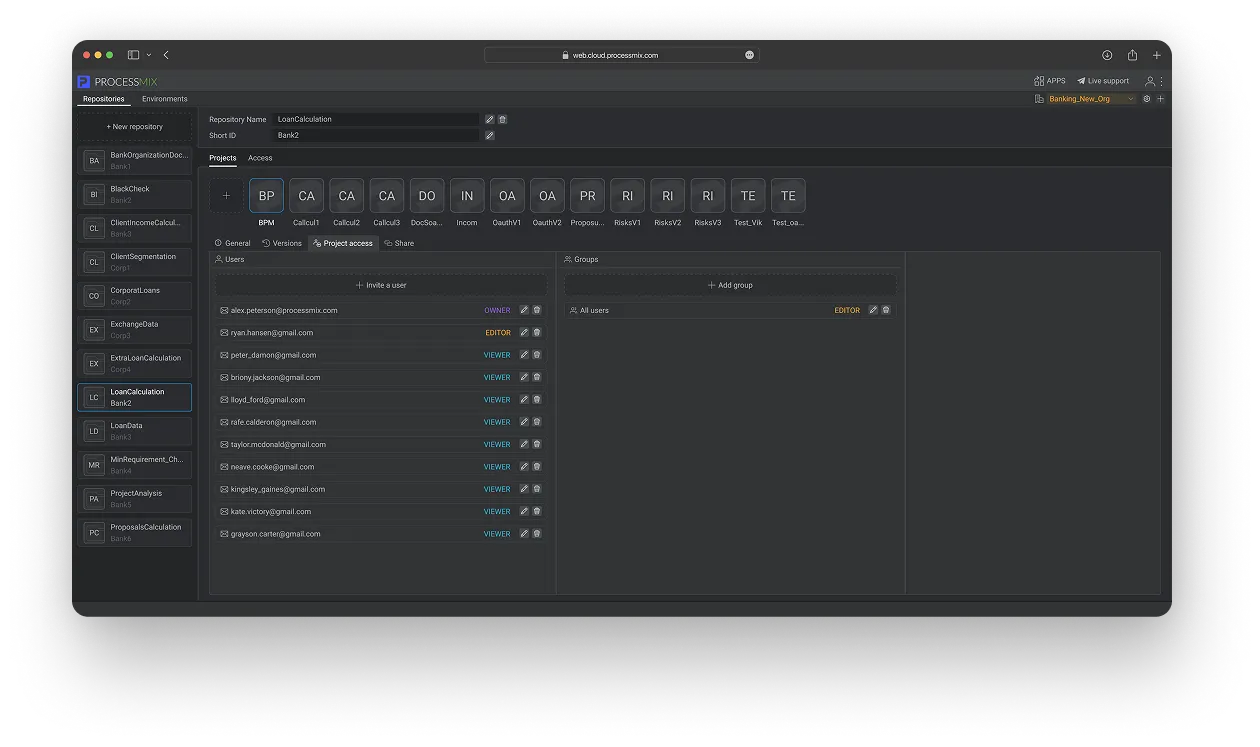 web.cloud.processmix.com
PROCESSMIX
APPS
Live support
Repositories
Environments
Banking_New_Org
+ New repository
BA
BankOrganizationDoc...
Bank1
BI
BlackCheck
Bank2
CL
ClientIncomeCalcul...
Bank3
CL
ClientSegmentation
Corp1
CO
CorporatLoans
Corp2
EX
ExchangeData
Corp3
EX
ExtraLoanCalculation
Corp4
LC
LoanCalculation
Bank2
LD
LoanData
Bank3
MR
MinRequirement_Ch...
Bank4
PA
ProjectAnalysis
Bank5
PC
ProposalsCalculation
Bank6
Repository Name
LoanCalculation
Short ID
Bank2
Projects
Access
+
BP
CA
CA
CA
DO
IN
OA
OA
PR
RI
RI
RI
TE
TE
BPM
Callcul1
Callcul2
Callcul3
DocSoa...
Incom
OauthV1
OauthV2
Proposu...
RisksV1
RisksV2
RisksV3
Test_Vik
Test_oa...
General
Versions
Project access
Share
Users
+ Invite a user
alex.peterson@processmix.com OWNER
ryan.hansen@gmail.com EDITOR
peter_damon@gmail.com VIEWER
briony.jackson@gmail.com VIEWER
lloyd_ford@gmail.com VIEWER
rafe.calderon@gmail.com VIEWER
taylor.mcdonald@gmail.com VIEWER
neave.cooke@gmail.com VIEWER
kingsley_gaines@gmail.com VIEWER
kate.victory@gmail.com VIEWER
grayson.carter@gmail.com VIEWER
Groups
+ Add group
All users EDITOR